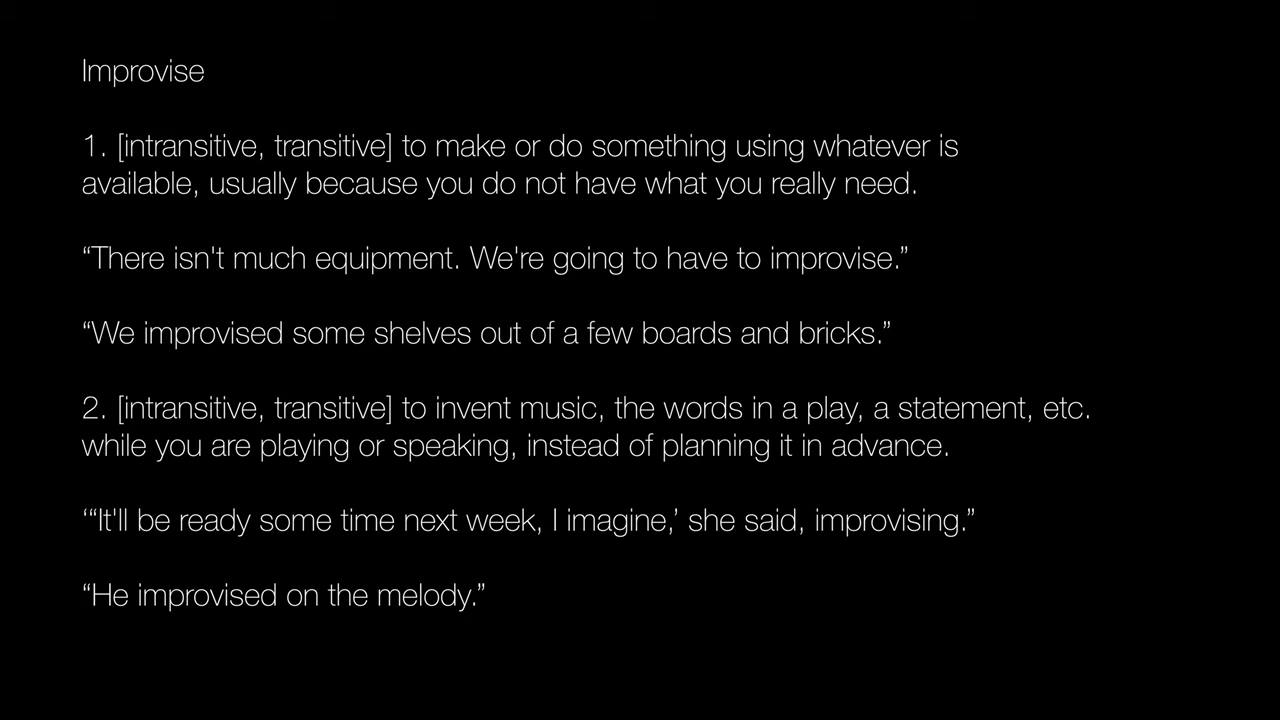 Improvise
1. [intransitive, transitive] to make or do something using whatever is
available, usually because you do not have what you really need.
“There isn't much equipment. We're going to have to improvise.”
“We improvised some shelves out of a few boards and bricks.”
2. [intransitive, transitive] to invent music, the words in a play, a statement, etc.
while you are playing or speaking, instead of planning it in advance.
‘“It'll be ready some time next week, I imagine,’ she said, improvising.”
“He improvised on the melody.”